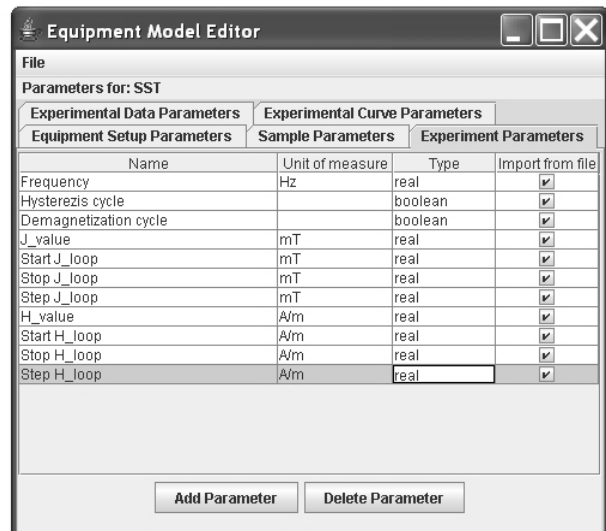 Equipment Model Editor
File
Parameters for: SST
Experimental Data Parameters Experimental Curve Parameters
Equipment Setup Parameters Sample Parameters Experiment Parameters
Name Unit of measure Type Import from file
Frequency Hz real
Hysterezis cycle boolean
Demagnetization cycle boolean
J_value mT real
Start J_loop mT real
Stop J_loop mT real
Step J_loop mT real
H_value A/m real
Start H_loop A/m real
Stop H_loop A/m real
Step H_loop A/m real
Add Parameter Delete Parameter